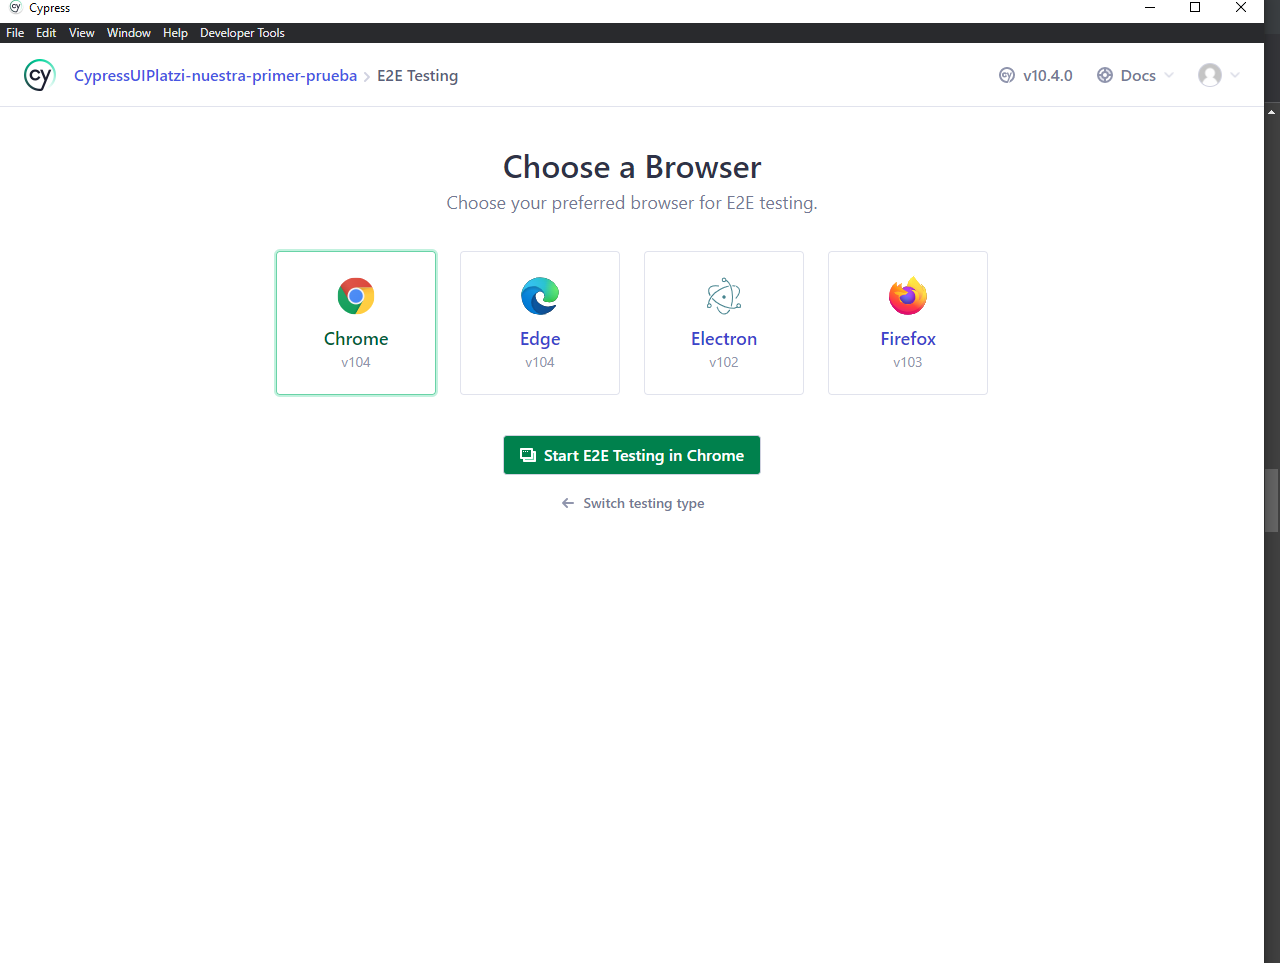 cy Cypress
File Edit View Window Help Developer Tools
cy CypressUIPlatzi-nuestra-primer-prueba > E2E Testing cy v10.4.0 Docs
Choose a Browser
Choose your preferred browser for E2E testing.
Chrome Edge Electron Firefox
v104 v104 v102 v103
Start E2E Testing in Chrome
← Switch testing type